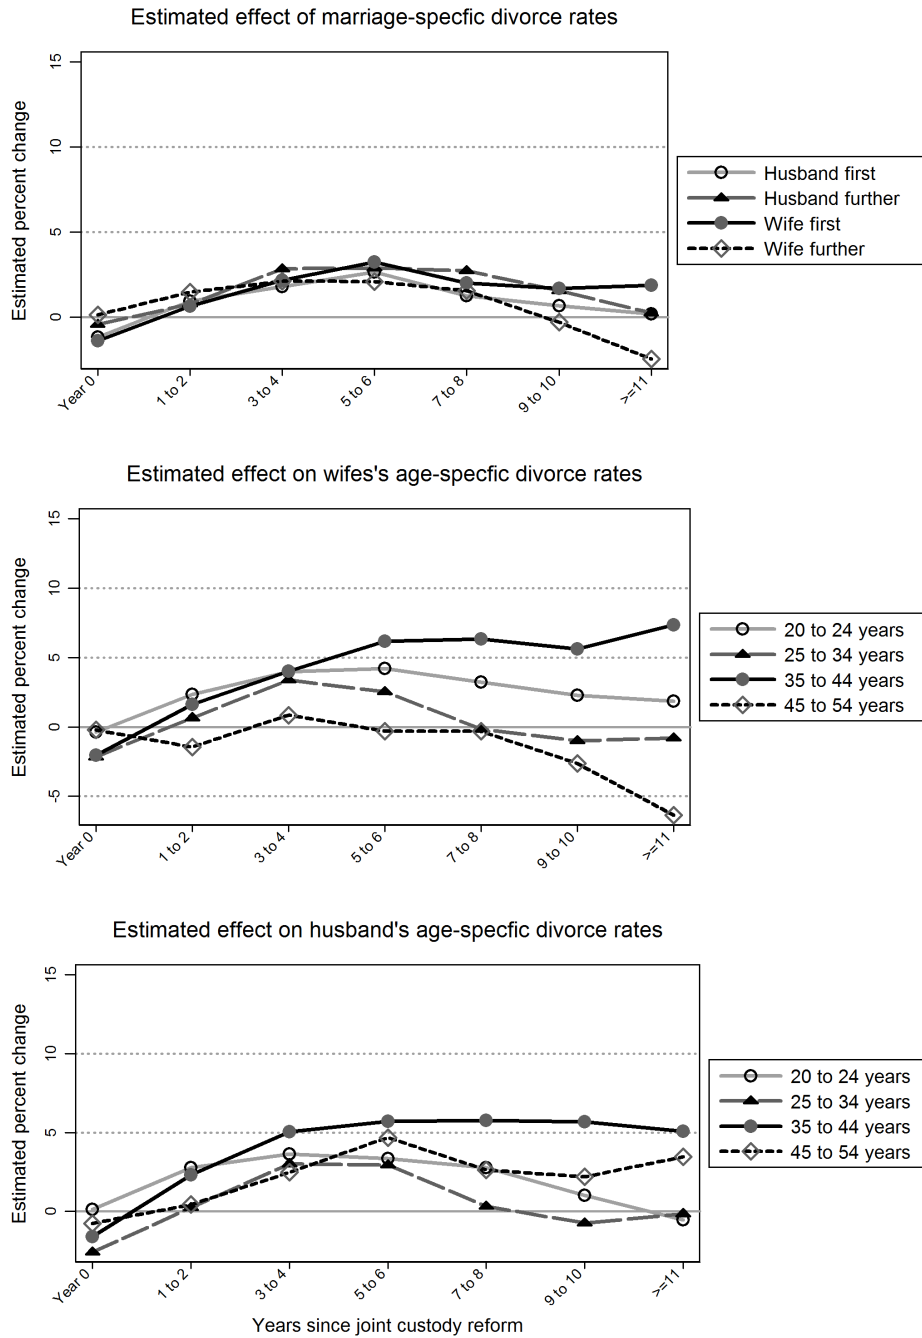 Estimated effect of marriage-specfic divorce rates
Estimated percent change
15
10
5
0
Year 0
1 to 2
3 to 4
5 to 6
7 to 8
9 to 10
>=11
Husband first
Husband further
Wife first
Wife further
Estimated effect on wifes's age-specfic divorce rates
Estimated percent change
15
10
5
0
-5
Year 0
1 to 2
3 to 4
5 to 6
7 to 8
9 to 10
>=11
20 to 24 years
25 to 34 years
35 to 44 years
45 to 54 years
Estimated effect on husband's age-specfic divorce rates
Estimated percent change
15
10
5
0
Year 0
1 to 2
3 to 4
5 to 6
7 to 8
9 to 10
>=11
Years since joint custody reform
20 to 24 years
25 to 34 years
35 to 44 years
45 to 54 years